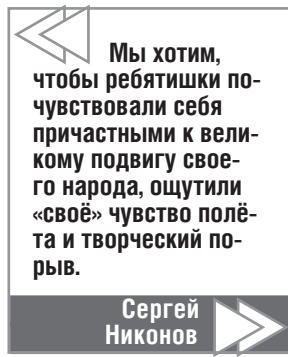 Мы хотим,
чтобы ребятишки по-
чувствовали себя
причастными к вели-
кому подвигу свое-
го народа, ощутили
«своё» чувство полё-
та и творческий по-
рыв.
Сергей
Никонов